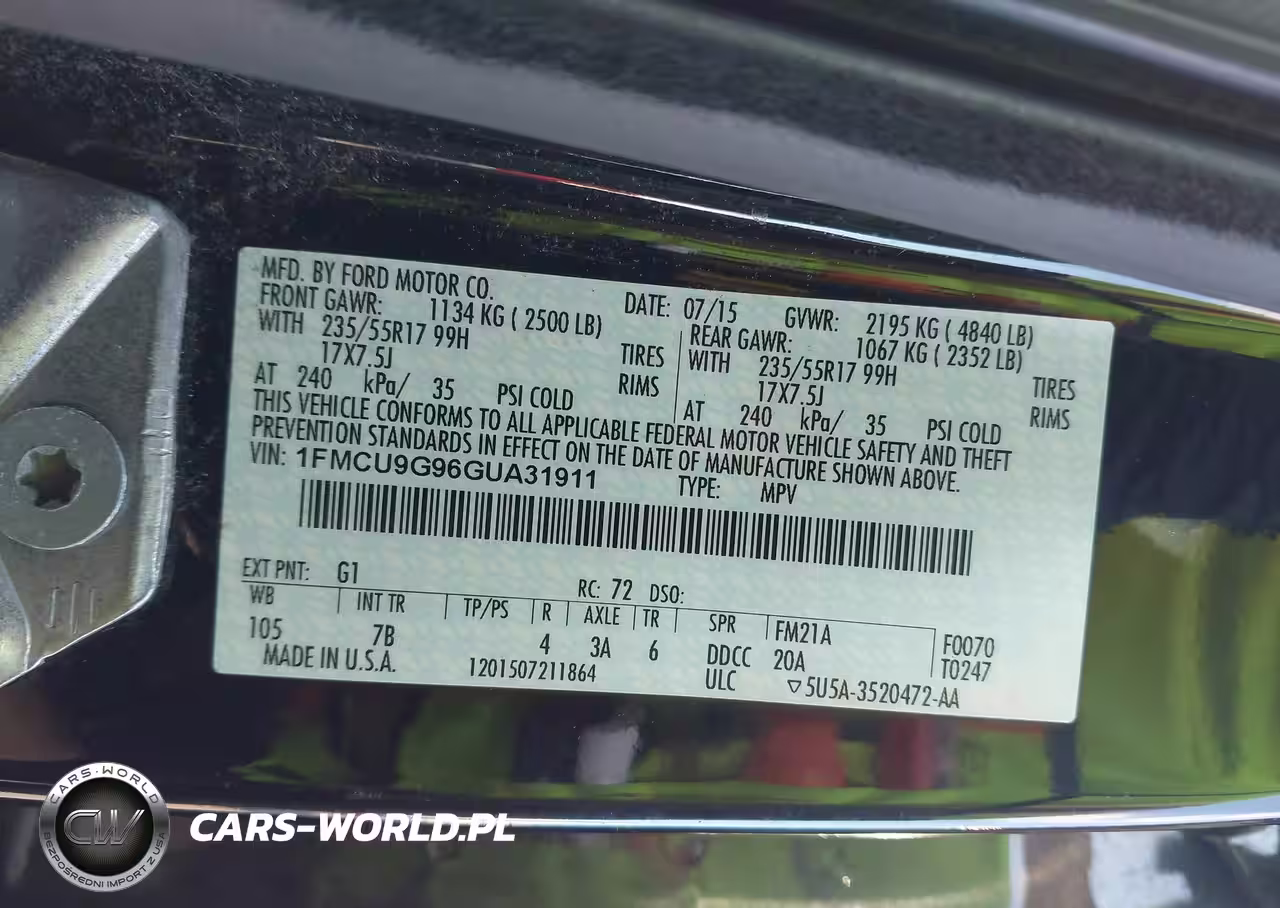 MFD. BY FORD MOTOR CO.
DATE: 07/15 GVWR: 2195 KG ( 4840 LB)
FRONT GAWR: 1134 KG ( 2500 LB)
REAR GAWR: 1067 KG ( 2352 LB)
WITH 235/55R17 99H TIRES
WITH 235/55R17 99H TIRES
17X7.5J RIMS
17X7.5J RIMS
AT 240 kPa/ 35 PSI COLD
AT 240 kPa/ 35 PSI COLD
THIS VEHICLE CONFORMS TO ALL APPLICABLE FEDERAL MOTOR VEHICLE SAFETY AND THEFT
PREVENTION STANDARDS IN EFFECT ON THE DATE OF MANUFACTURE SHOWN ABOVE.
VIN: 1FMCU9G96GUA31911 TYPE: MPV
EXT PNT: G1 RC: 72 DSO:
WB INT TR TP/PS R AXLE TR SPR FM21A F0070
105 7B 4 3A 6 DDCC 20A T0247
MADE IN U.S.A. 1201507211864 ULC ▽5U5A-3520472-AA
CARS-WORLD
CW
BEZPOŚREDNI IMPORT Z USA
CARS-WORLD.PL